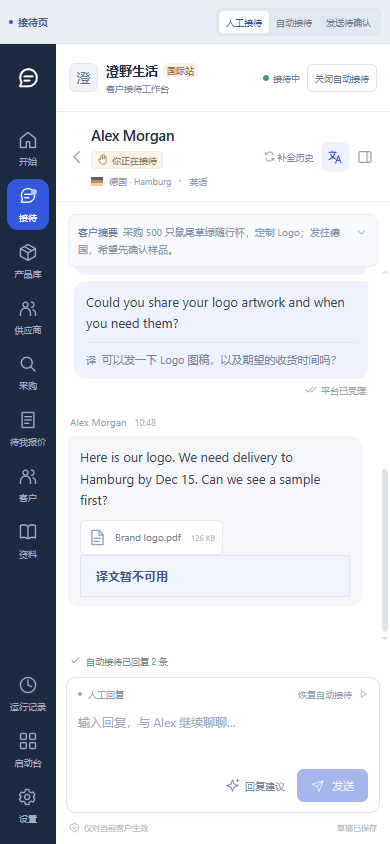 接待页
人工接待 自动接待 发送待确认
澄
澄野生活 国际站
客户接待工作台
接待中
关闭自动接待
开始
接待
产品库
供应商
采购
待我报价
客户
资料
运行记录
启动台
设置
Alex Morgan
你正在接待
德国 · Hamburg · 英语
补全历史
客户摘要 采购 500 只鼠尾草绿随行杯，定制 Logo；发往德
国，希望先确认样品。
Could you share your logo artwork and when
you need them?
译 可以发一下 Logo 图稿，以及期望的收货时间吗？
平台已受理
Alex Morgan 10:48
Here is our logo. We need delivery to
Hamburg by Dec 15. Can we see a sample
first?
Brand logo.pdf 126 KB
译文暂不可用
自动接待已回复 2 条
人工回复
恢复自动接待
输入回复，与 Alex 继续聊聊...
回复建议
发送
仅对当前客户生效
草稿已保存